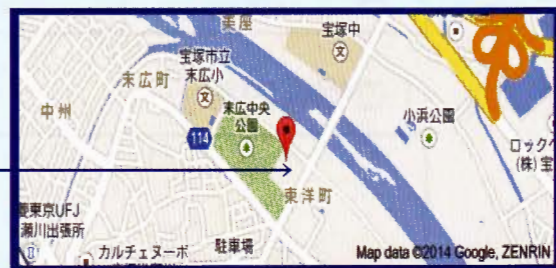 美座
宝塚中
宝塚市立
末広小
末広町
中州
末広中央
公園
114
小浜公園
ロックペ
(株)宝
東洋町
菱東京UFJ
瀬川出張所
カルチェヌーボ
駐車場
Map data ©2014 Google, ZENRIN